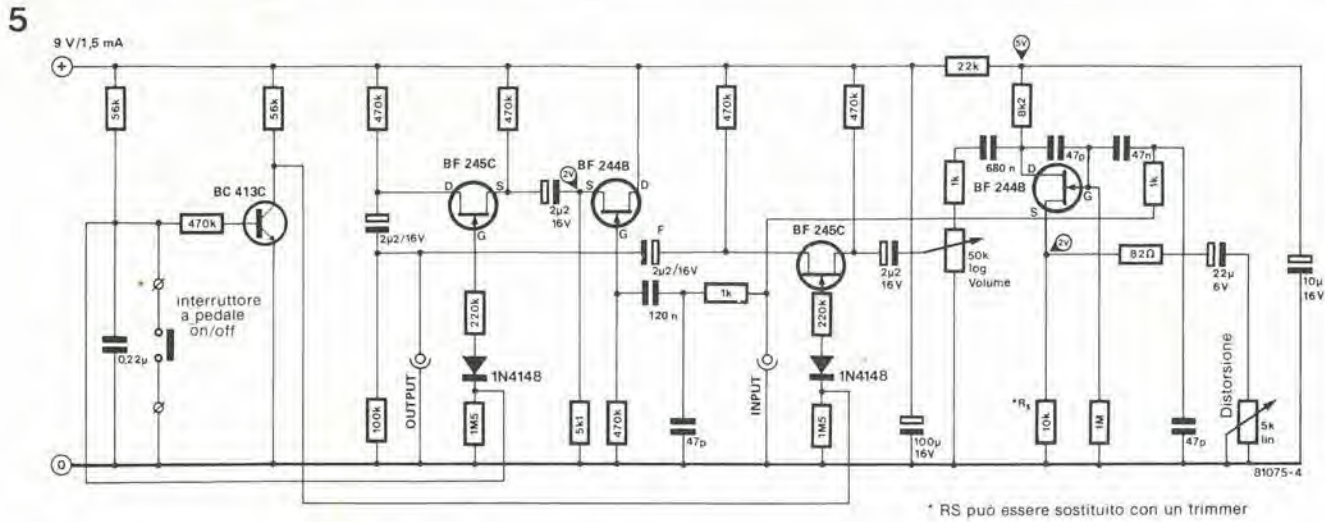 5
9 V/1,5 mA
+
56k
56k
470k
470k
470k
470k
22k
5V
8k2
BC 413C
470k
BF 245C
D
S
G
2µ2/16V
2µ2
16V
2V
BF 244B
S
D
G
F
2µ2/16V
120 n
1k
BF 245C
2µ2
16V
1k
680 n
47p
47n
1k
BF 244B
D
G
S
2V
50k
log
Volume
82Ω
22µ
6V
10µ
16V
*
interruttore
a pedale
on/off
0,22µ
220k
1N4148
1M5
100k
OUTPUT
5k1
470k
47p
INPUT
220k
1N4148
1M5
100µ
16V
*Rs
10k
1M
47p
Distorsione
5k
lin
0
81075-4
* RS può essere sostituito con un trimmer